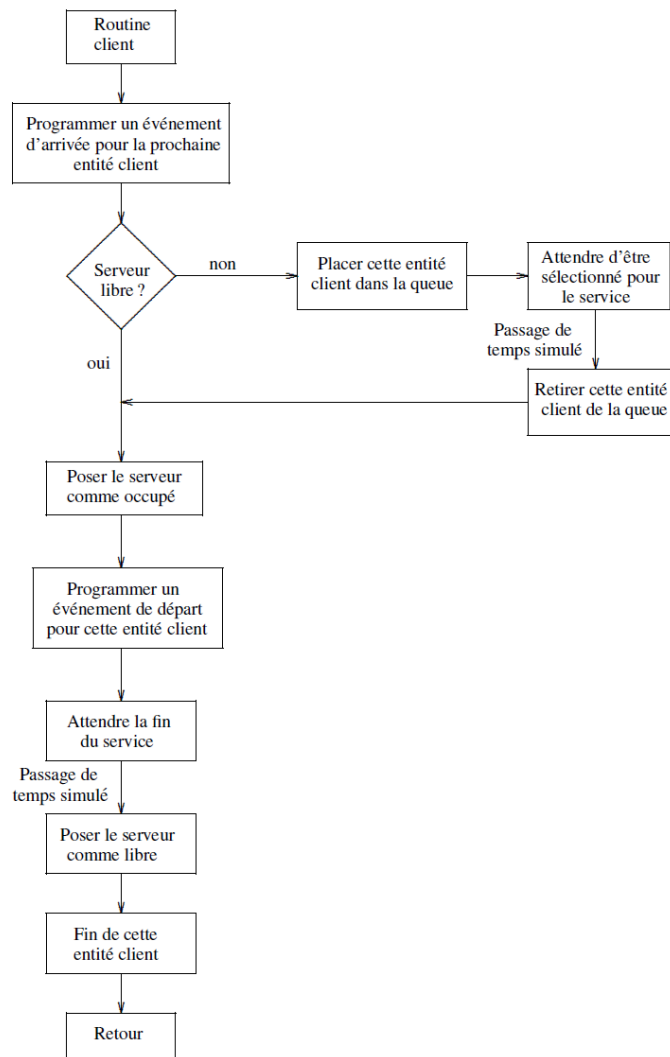 Routine
client
Programmer un événement
d'arrivée pour la prochaine
entité client
Serveur
libre ?
non
Placer cette entité
client dans la queue
Attendre d'être
sélectionné pour
le service
Passage de
temps simulé
Retirer cette entité
client de la queue
oui
Poser le serveur
comme occupé
Programmer un
événement de départ
pour cette entité client
Attendre la fin
du service
Passage de
temps simulé
Poser le serveur
comme libre
Fin de cette
entité client
Retour